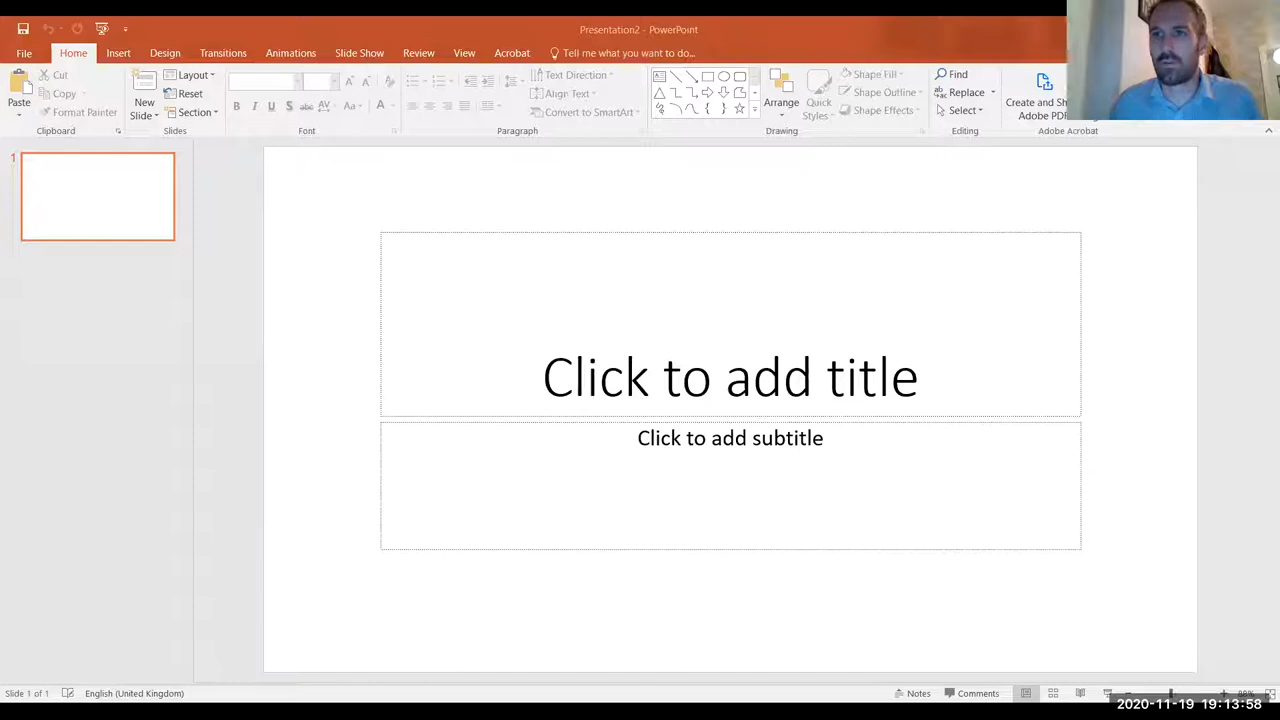 Presentation2 - PowerPoint
File Home Insert Design Transitions Animations Slide Show Review View Acrobat Tell me what you want to do...
Paste
Cut
Copy
Format Painter
Clipboard
New Slide
Layout
Reset
Section
Slides
B I U S abc AV Aa A
Font
Text Direction
Align Text
Convert to SmartArt
Paragraph
Arrange
Quick Styles
Shape Fill
Shape Outline
Shape Effects
Drawing
Find
Replace
Select
Editing
Create and
Adobe PDF
Adobe Acrobat
1
Click to add title
Click to add subtitle
Slide 1 of 1 English (United Kingdom) Notes Comments 88%
2020-11-19 19:13:58